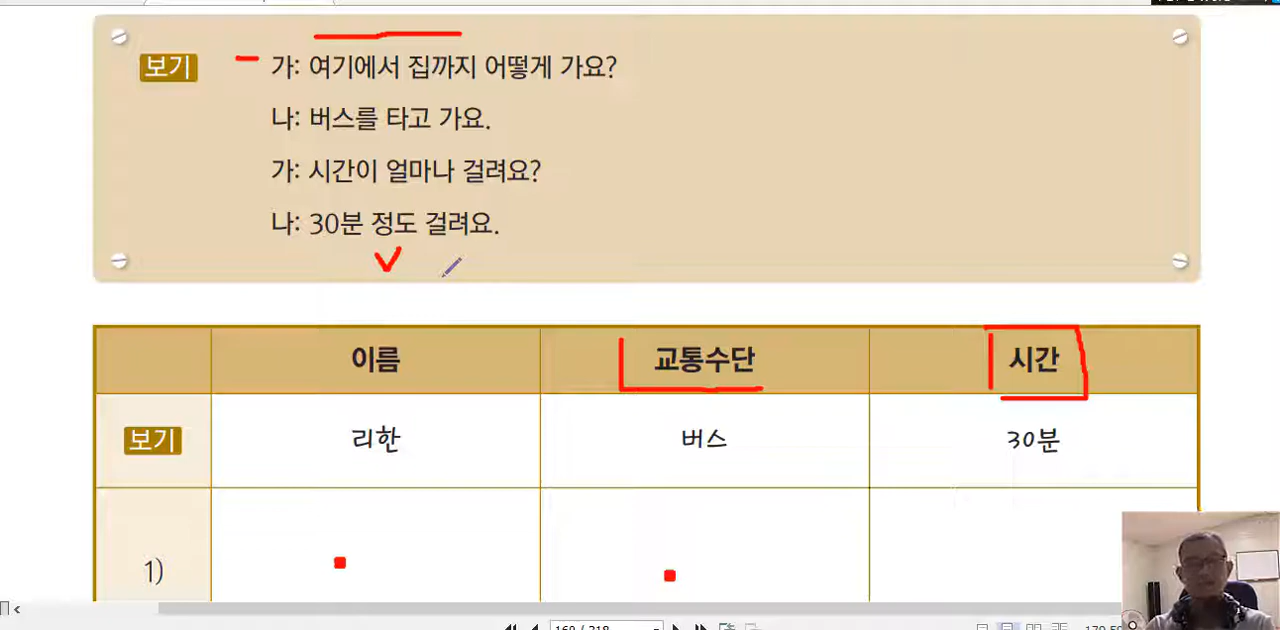 보기 가: 여기에서 집까지 어떻게 가요?
나: 버스를 타고 가요.
가: 시간이 얼마나 걸려요?
나: 30분 정도 걸려요.
이름 교통수단 시간
보기 리한 버스 30분
1)